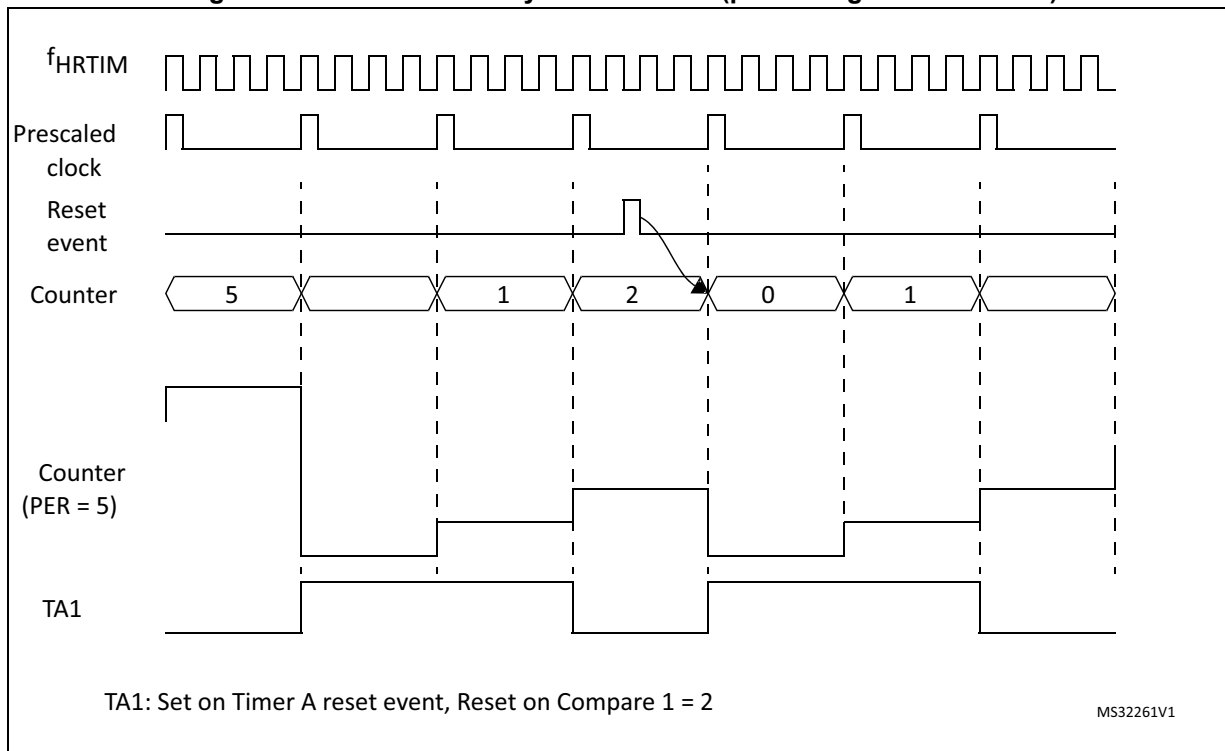 fHRTIM
Prescaled
clock
Reset
event
Counter 5 1 2 0 1
Counter
(PER = 5)
TA1
TA1: Set on Timer A reset event, Reset on Compare 1 = 2
MS32261V1